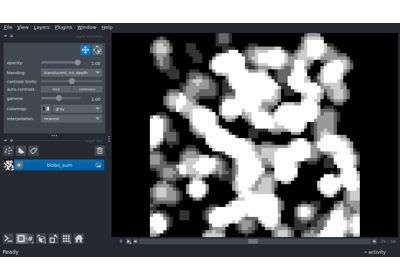 File View Layers Plugins Window Help
opacity: 1.00
blending: translucent_no_depth
contrast limits:
auto-contrast: once continuous
gamma: 1.00
colormap: gray
interpolation: nearest
blobs_sum
Ready
activity